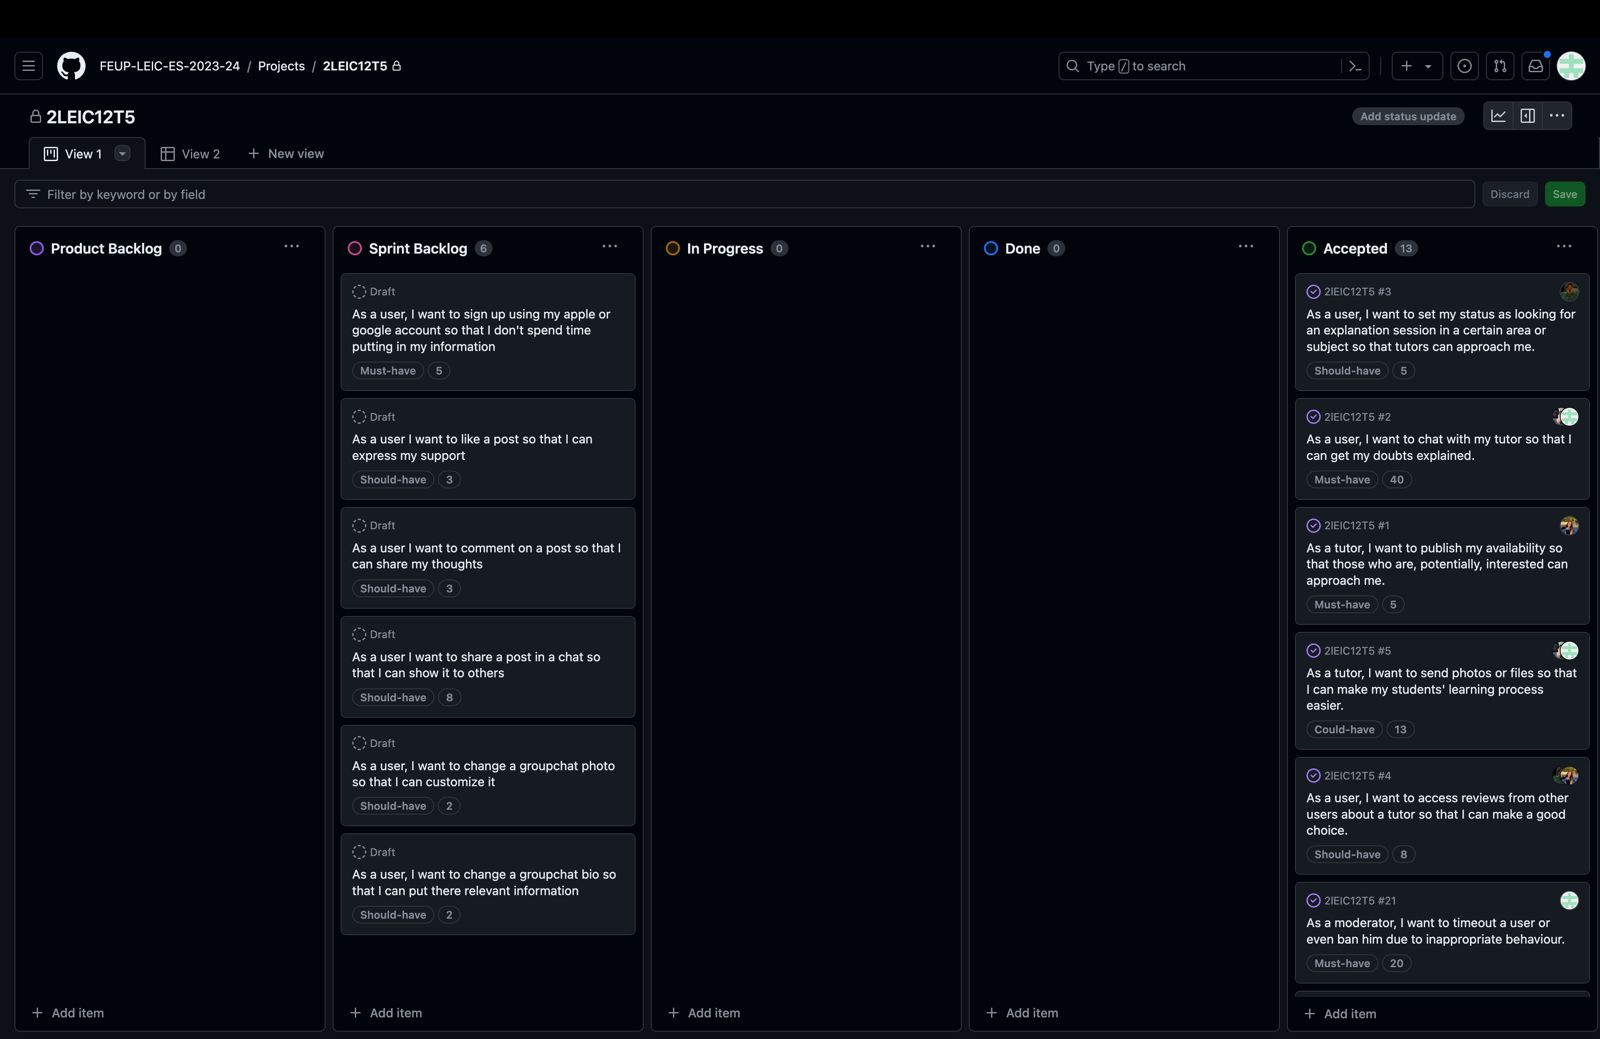 FEUP-LEIC-ES-2023-24 / Projects / 2LEIC12T5
Type / to search
2LEIC12T5
Add status update
View 1
View 2
New view
Filter by keyword or by field
Discard
Save
Product Backlog 0
Add item
Sprint Backlog 6
Draft
As a user, I want to sign up using my apple or
google account so that I don't spend time
putting in my information
Must-have 5
Draft
As a user I want to like a post so that I can
express my support
Should-have 3
Draft
As a user I want to comment on a post so that I
can share my thoughts
Should-have 3
Draft
As a user I want to share a post in a chat so
that I can show it to others
Should-have 8
Draft
As a user, I want to change a groupchat photo
so that I can customize it
Should-have 2
Draft
As a user, I want to change a groupchat bio so
that I can put there relevant information
Should-have 2
Add item
In Progress 0
Add item
Done 0
Add item
Accepted 13
2lEIC12T5 #3
As a user, I want to set my status as looking for
an explanation session in a certain area or
subject so that tutors can approach me.
Should-have 5
2lEIC12T5 #2
As a user, I want to chat with my tutor so that I
can get my doubts explained.
Must-have 40
2lEIC12T5 #1
As a tutor, I want to publish my availability so
that those who are, potentially, interested can
approach me.
Must-have 5
2lEIC12T5 #5
As a tutor, I want to send photos or files so that
I can make my students' learning process
easier.
Could-have 13
2lEIC12T5 #4
As a user, I want to access reviews from other
users about a tutor so that I can make a good
choice.
Should-have 8
2lEIC12T5 #21
As a moderator, I want to timeout a user or
even ban him due to inappropriate behaviour.
Must-have 20
Add item